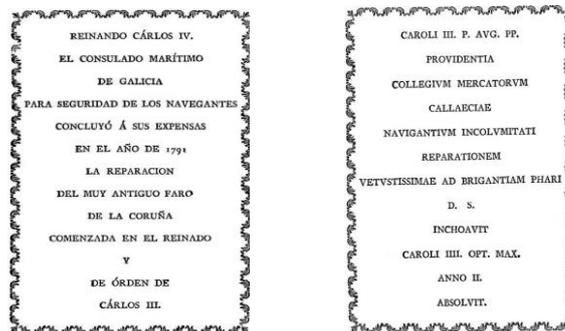 REINANDO CÁRLOS IV.
EL CONSULADO MARÍTIMO
DE GALICIA
PARA SEGURIDAD DE LOS NAVEGANTES
CONCLUYÓ Á SUS EXPENSAS
EN EL AÑO DE 1791
LA REPARACION
DEL MUY ANTIGUO FARO
DE LA CORUÑA
COMENZADA EN EL REINADO
Y
DE ÓRDEN DE
CÁRLOS III.
CAROLI III. P. AVG. PP.
PROVIDENTIA
COLLEGIVM MERCATORVM
CALLAECIAE
NAVIGANTIVM INCOLVMITATI
REPARATIONEM
VETVSTISSIMAE AD BRIGANTIAM PHARI
D. S.
INCHOAVIT
CAROLI IIII. OPT. MAX.
ANNO II.
ABSOLVIT.